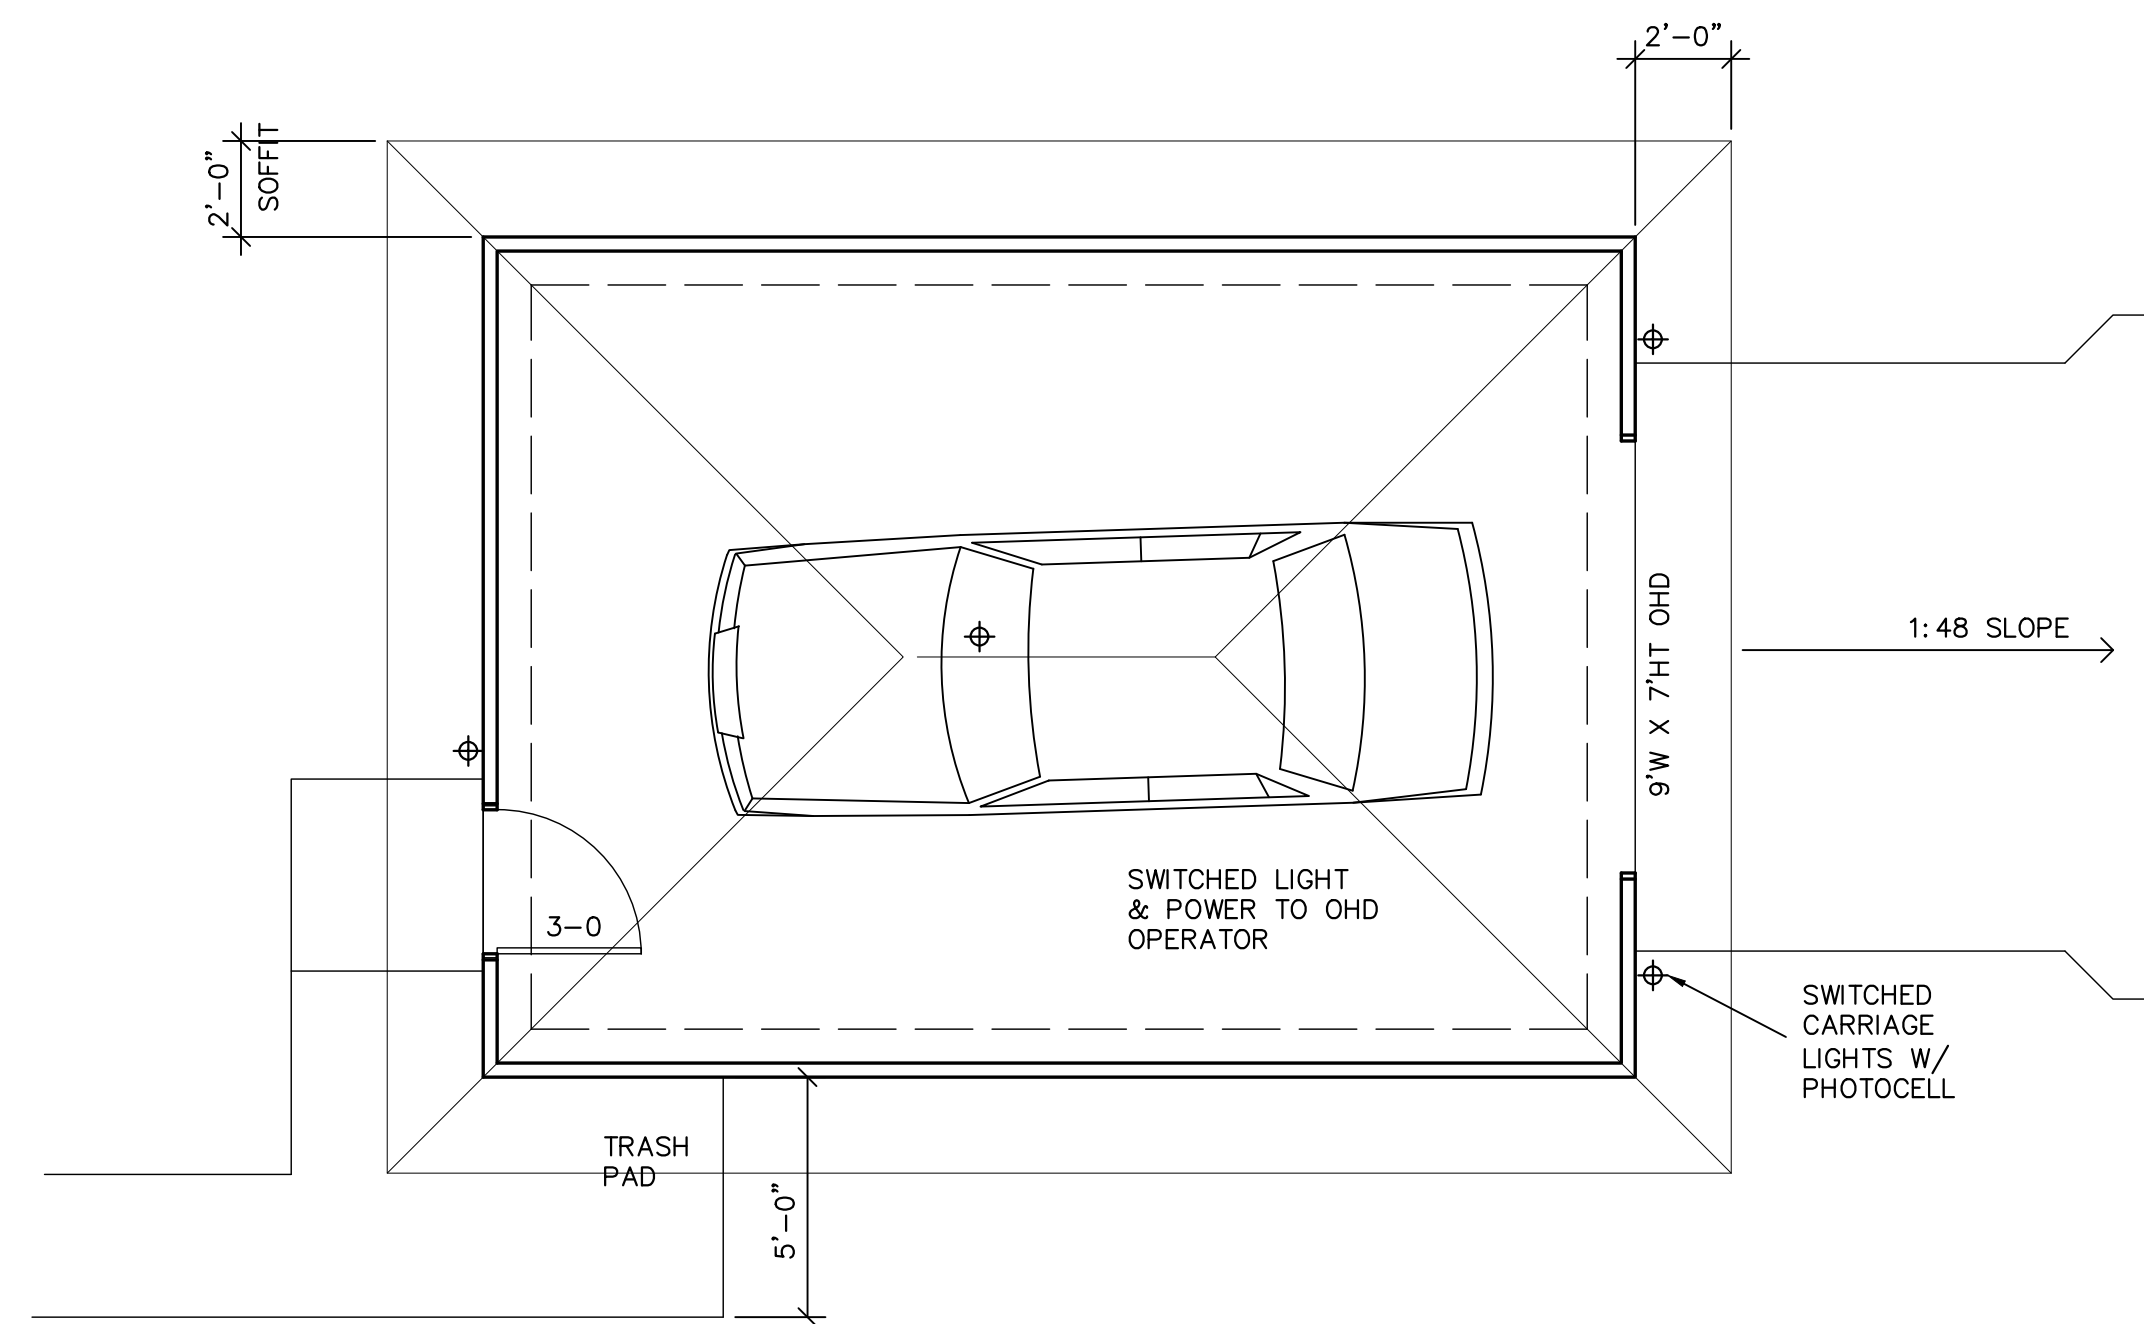 2'-0"
2'-0"
SOFFIT
9'W X 7'HT OHD
1:48 SLOPE
SWITCHED LIGHT
& POWER TO OHD
OPERATOR
3-0
SWITCHED
CARRIAGE
LIGHTS W/
PHOTOCELL
TRASH
PAD
5'-0"